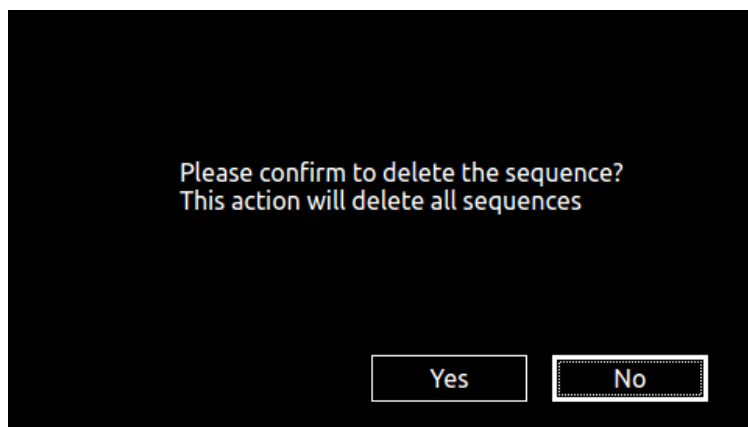 Please confirm to delete the sequence?
This action will delete all sequences
Yes
No